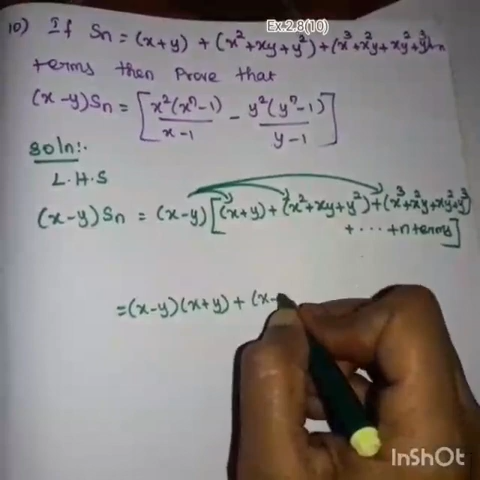 Ex.2.8(10)
10) If Sn = (x+y) + (x²+xy+y²) + (x³+x²y+xy²+y³)+..n
terms then Prove that
(x-y)Sn = [x²(xⁿ-1)/x-1 - y²(yⁿ-1)/y-1]
Soln:-
L.H.S
(x-y)Sn = (x-y)[(x+y)+(x²+xy+y²)+(x³+x²y+xy²+y³)
+ ... +n terms]
=(x-y)(x+y)+(x-
InShOt